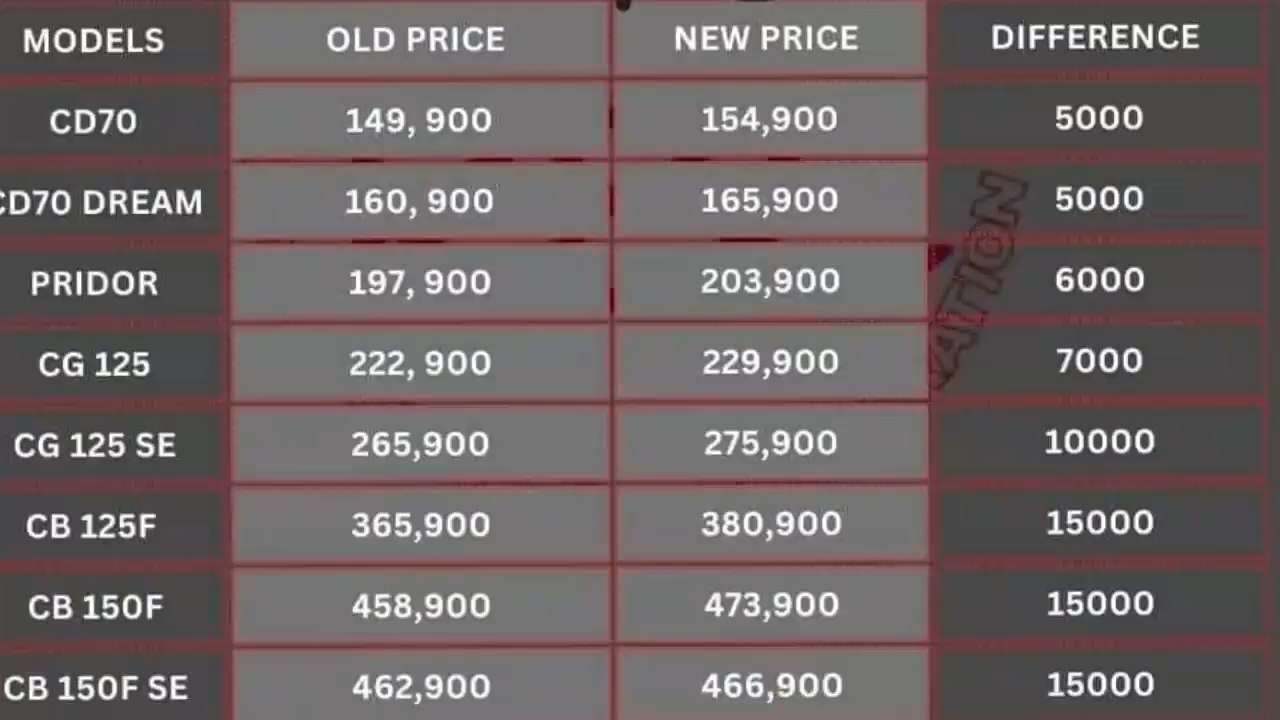 MODELS OLD PRICE NEW PRICE DIFFERENCE
CD70 149, 900 154,900 5000
CD70 DREAM 160, 900 165,900 5000
PRIDOR 197, 900 203,900 6000
CG 125 222, 900 229,900 7000
CG 125 SE 265,900 275,900 10000
CB 125F 365,900 380,900 15000
CB 150F 458,900 473,900 15000
CB 150F SE 462,900 466,900 15000